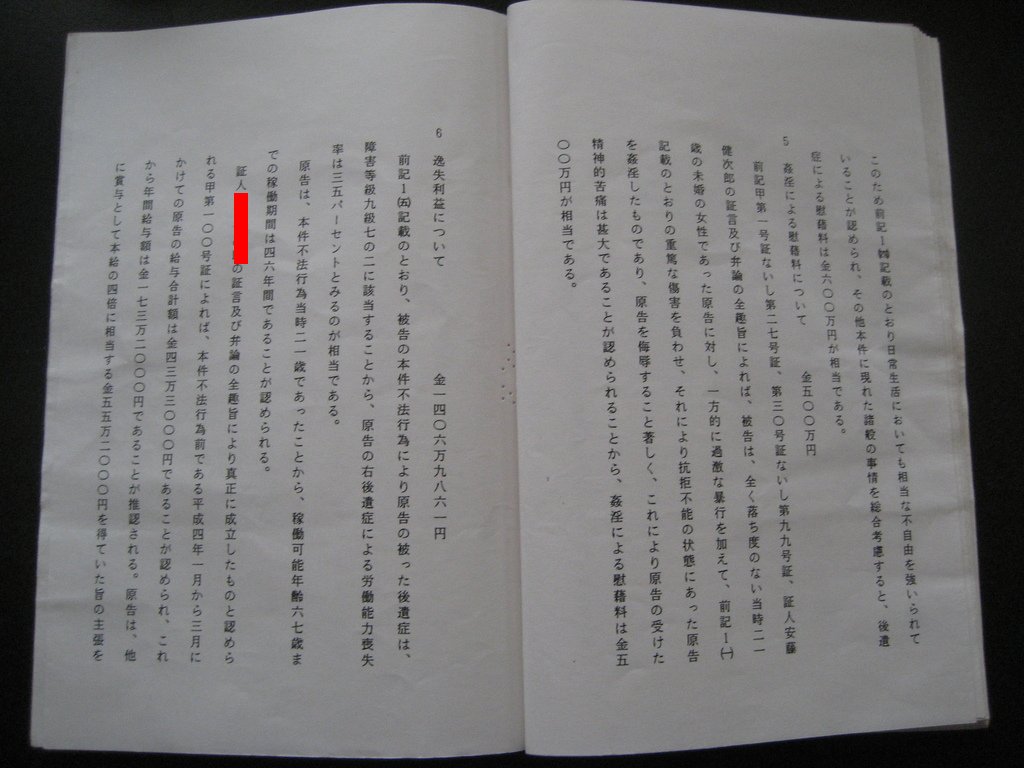 このため前記1㈣記載のとおり日常生活においても相当な不自由を強いられて
いることが認められ、その他本件に現れた諸般の事情を総合考慮すると、後遺
症による慰藉料は金六〇〇万円が相当である。
5 姦淫による慰藉料について 金五〇〇万円
前記甲第一号証ないし第二七号証、第三〇号証ないし第九九号証、証人安藤
健次郎の証言及び弁論の全趣旨によれば、被告は、全く落ち度のない当時二一
歳の未婚の女性であった原告に対し、一方的に過激な暴行を加えて、前記1㈠
記載のとおりの重篤な傷害を負わせ、それにより抗拒不能の状態にあった原告
を姦淫したものであり、原告を侮辱すること著しく、これにより原告の受けた
精神的苦痛は甚大であることが認められることから、姦淫による慰藉料は金五
〇〇万円が相当である。
6 逸失利益について 金一四〇六万九八六一円
前記1㈤記載のとおり、被告の本件不法行為により原告の被った後遺症は、
障害等級九級七の二に該当することから、原告の右後遺症による労働能力喪失
率は三五パーセントとみるのが相当である。
原告は、本件不法行為当時二一歳であったことから、稼働可能年齢六七歳ま
での稼働期間は四六年間であることが認められる。
証人の証言及び弁論の全趣旨により真正に成立したものと認めら
れる甲第一〇〇号証によれば、本件不法行為前である平成四年一月から三月に
かけての原告の給与合計額は金四三万三〇〇〇円であることが認められ、これ
から年間給与額は金一七三万二〇〇〇円であることが推認される。原告は、他
に賞与として本給の四倍に相当する金五五万二〇〇〇円を得ていた旨の主張を